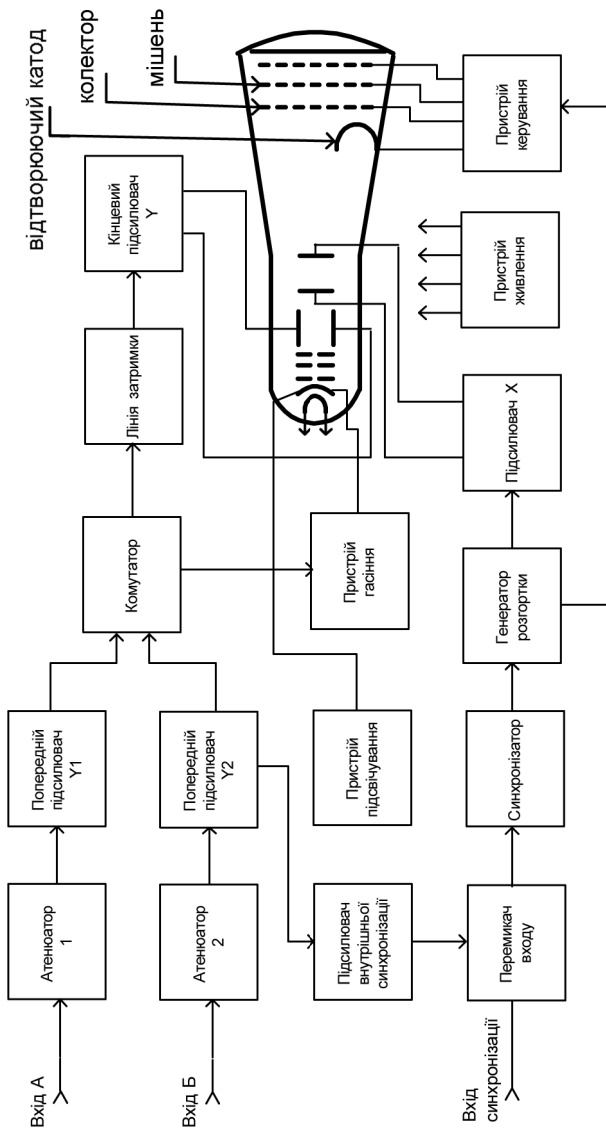 Вхід А
Атенюатор
1
Попередній
підсилювач
Y1
Комутатор
Лінія затримки
Кінцевий
підсилювач
Y
відтворюючий катод
колектор
мішень
Вхід Б
Атенюатор
2
Попередній
підсилювач
Y2
Підсилювач
внутрішньої
синхронізації
Пристрій
підсвічування
Пристрій
гасіння
Вхід
синхронізації
Перемикач
входу
Синхронізатор
Генератор
розгортки
Підсилювач X
Пристрій
живлення
Пристрій
керування